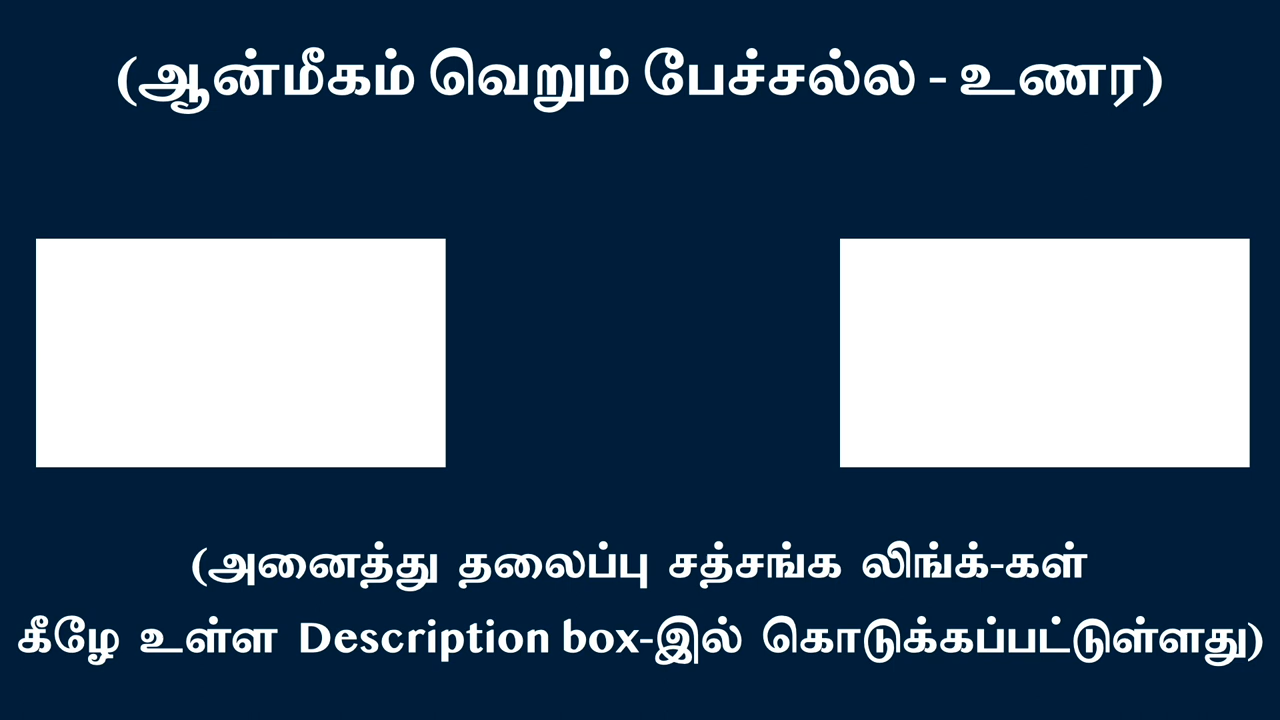 (ஆன்மீகம் வெறும் பேச்சல்ல - உணர)
(அனைத்து தலைப்பு சத்சங்க லிங்க்-கள்
கீழே உள்ள Description box-இல் கொடுக்கப்பட்டுள்ளது)